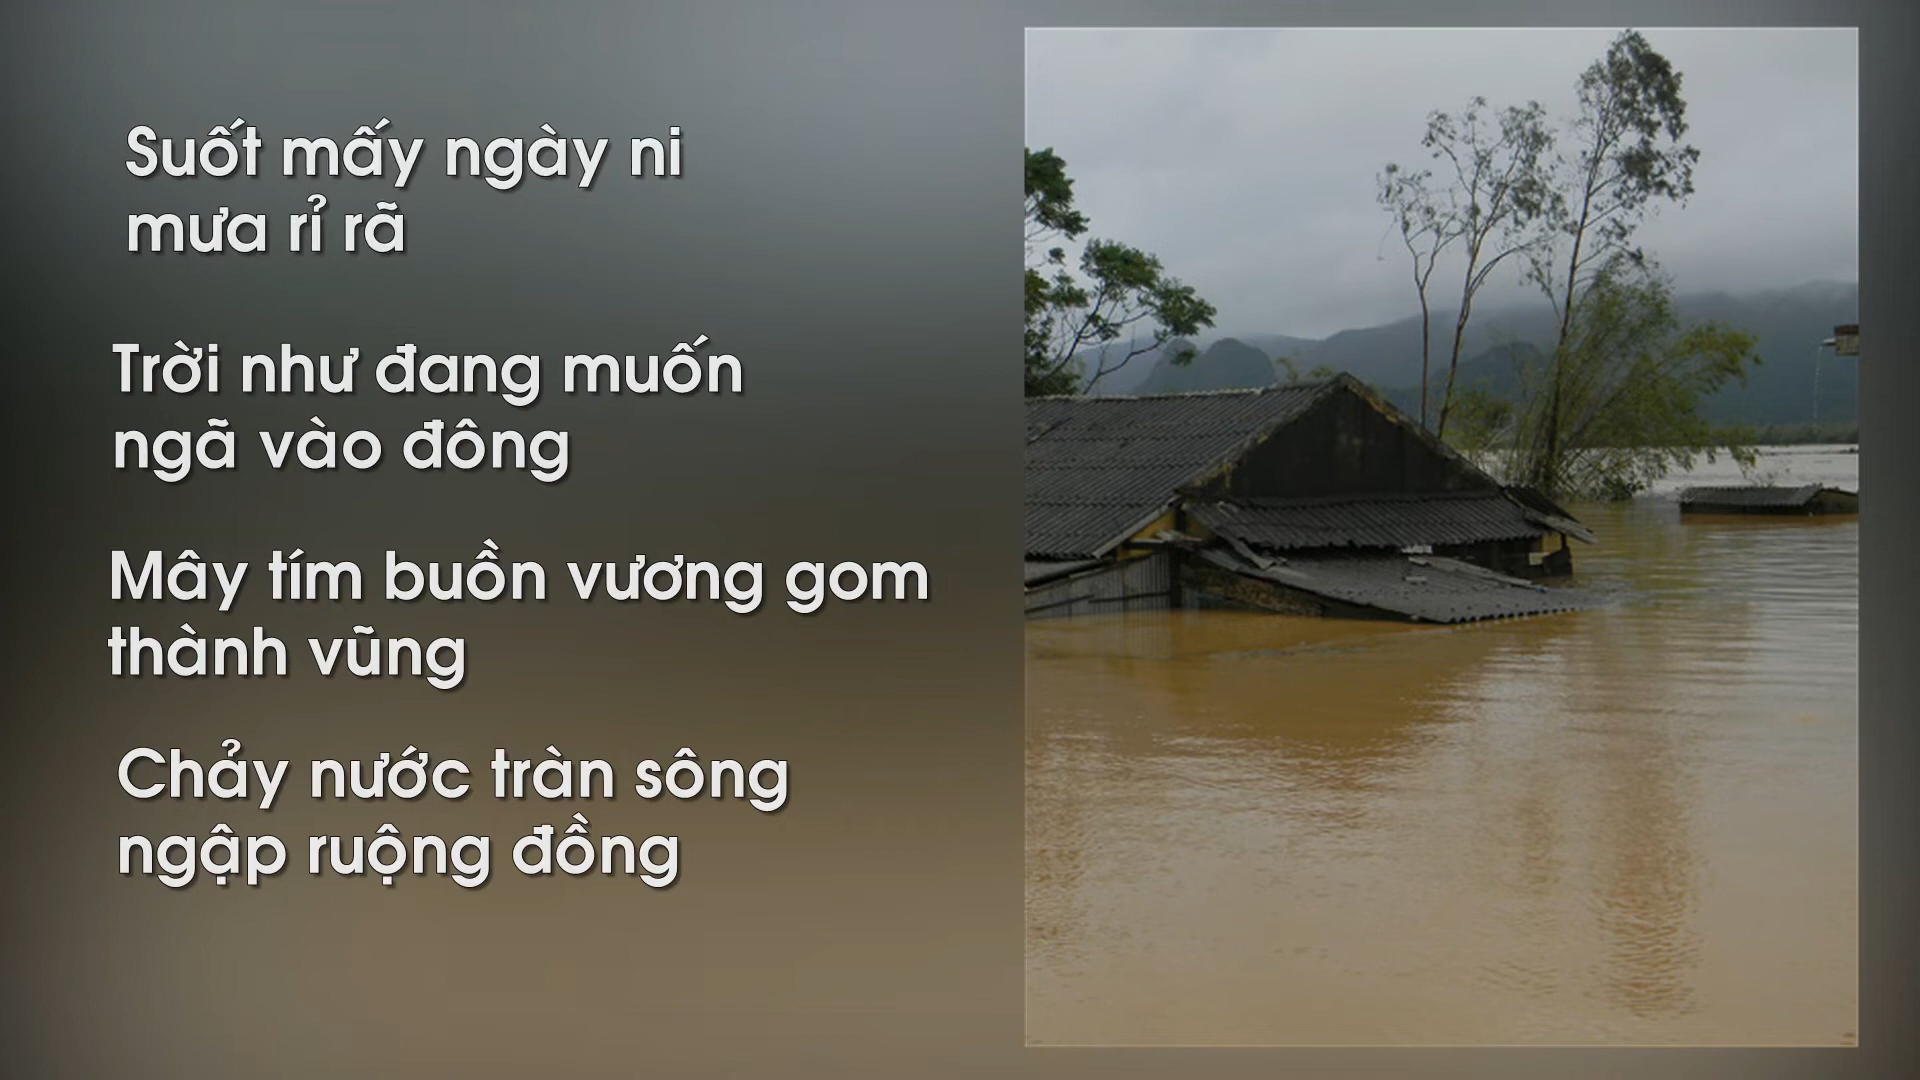 Suốt mấy ngày ni
mưa rỉ rã
Trời như đang muốn
ngã vào đông
Mây tím buồn vương gom
thành vũng
Chảy nước tràn sông
ngập ruộng đồng